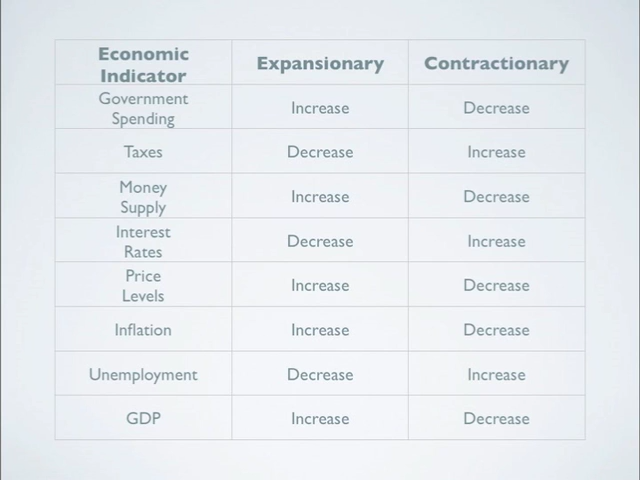 Economic
Indicator
Expansionary
Contractionary
Government
Spending
Increase
Decrease
Taxes
Decrease
Increase
Money
Supply
Increase
Decrease
Interest
Rates
Decrease
Increase
Price
Levels
Increase
Decrease
Inflation
Increase
Decrease
Unemployment
Decrease
Increase
GDP
Increase
Decrease